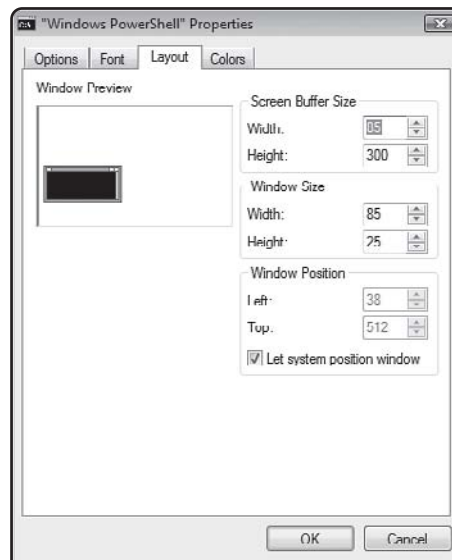 "Windows PowerShell" Properties
Options Font Layout Colors
Window Preview
Screen Buffer Size
Width:
Height: 300
Window Size
Width: 85
Height: 25
Window Position
Left: 38
Top: 512
Let system position window
OK Cancel